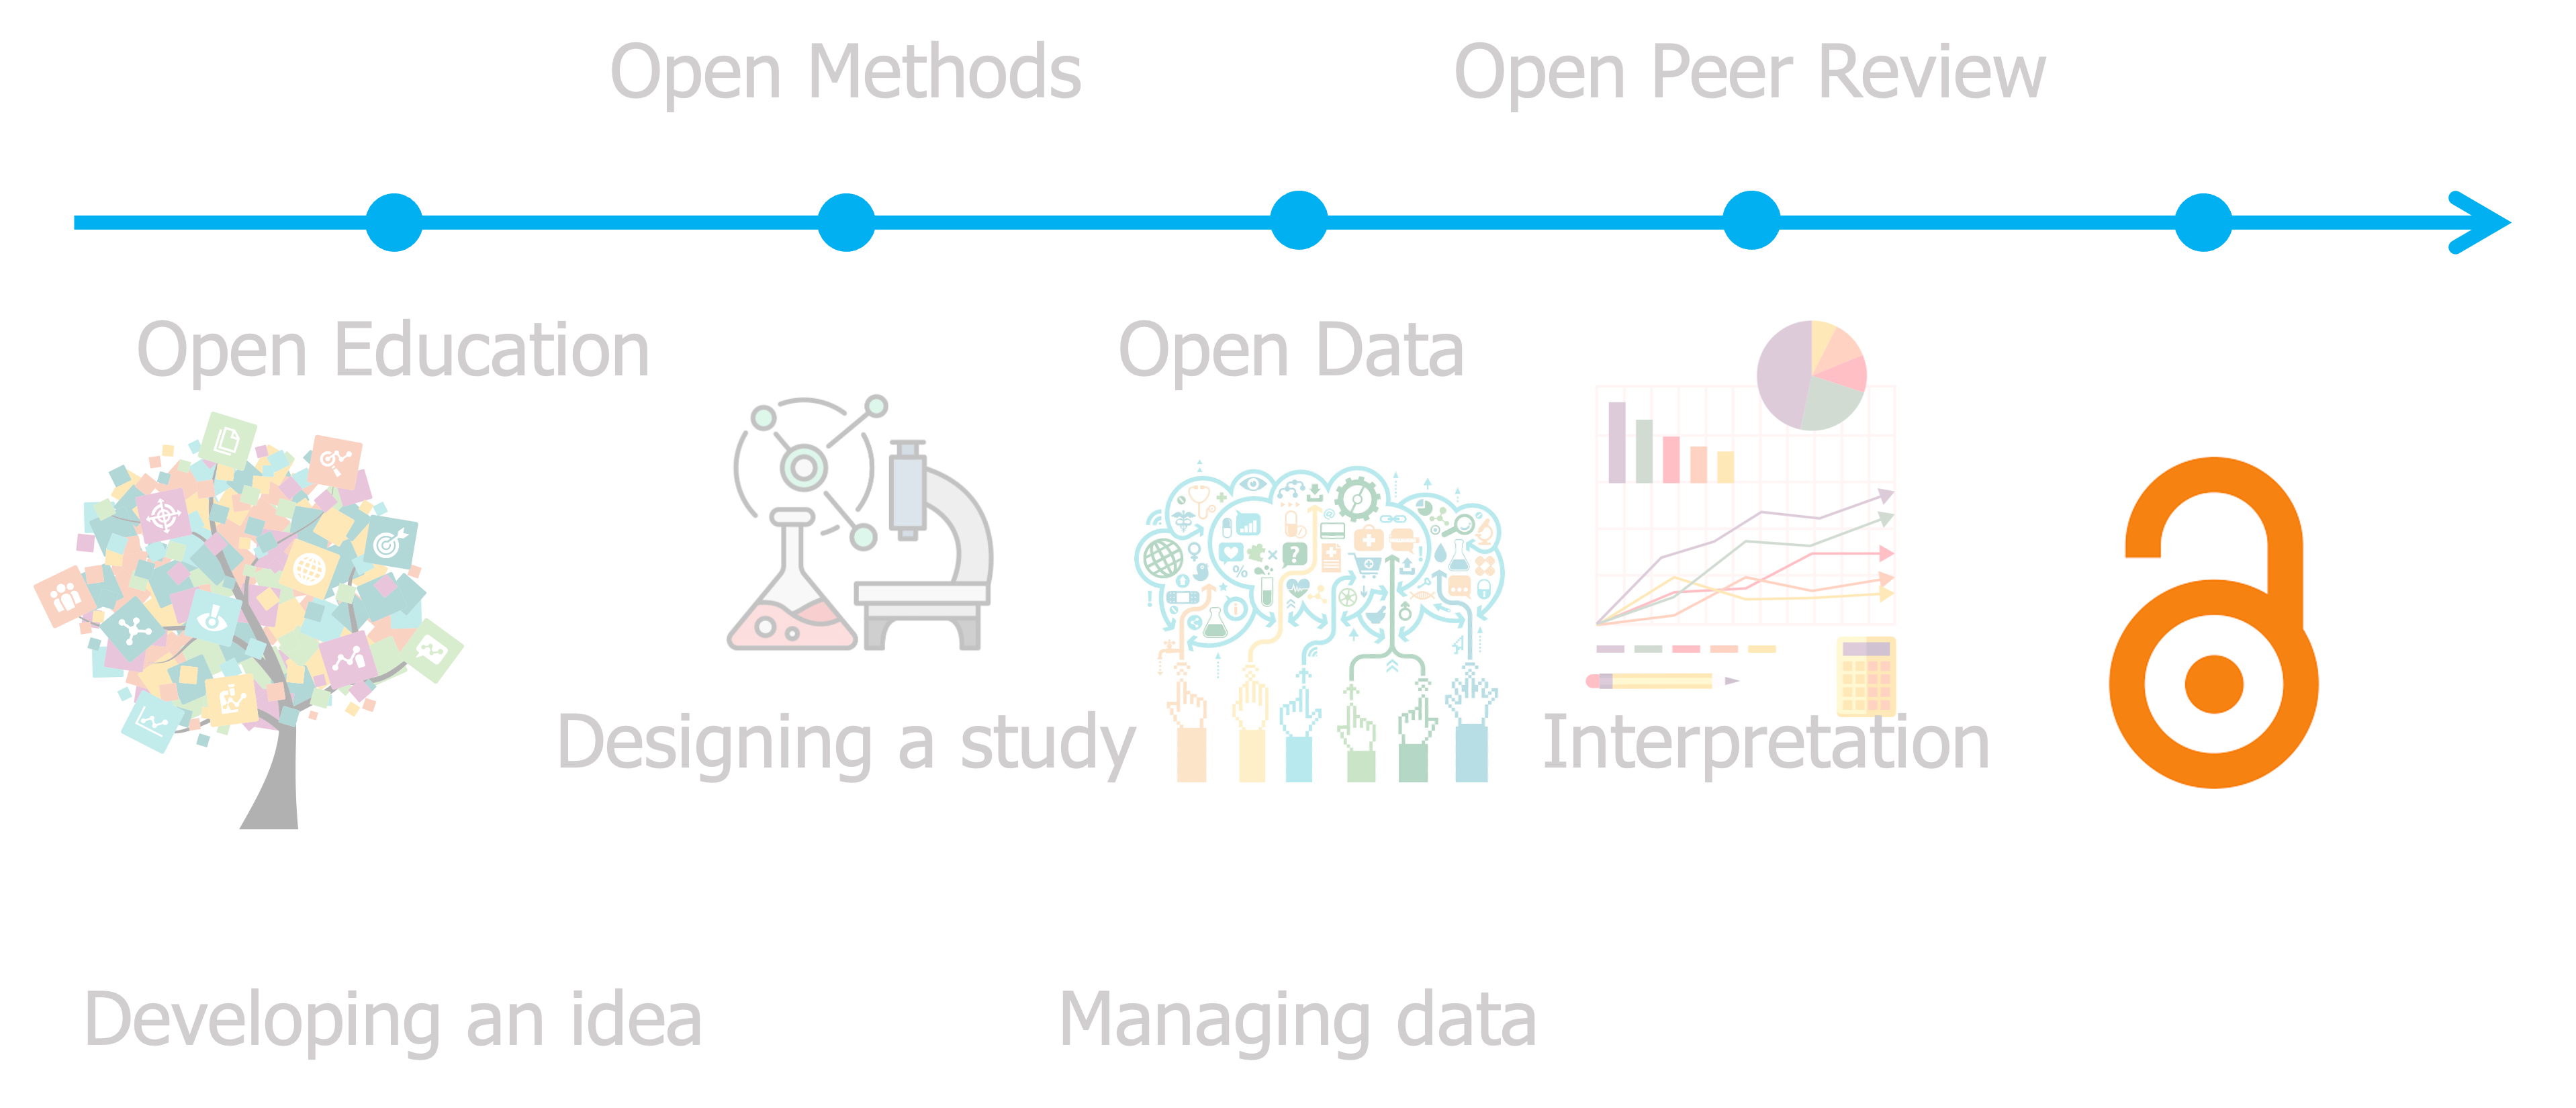 Open Methods
Open Peer Review
Open Education
Open Data
Designing a study
Interpretation
Developing an idea
Managing data